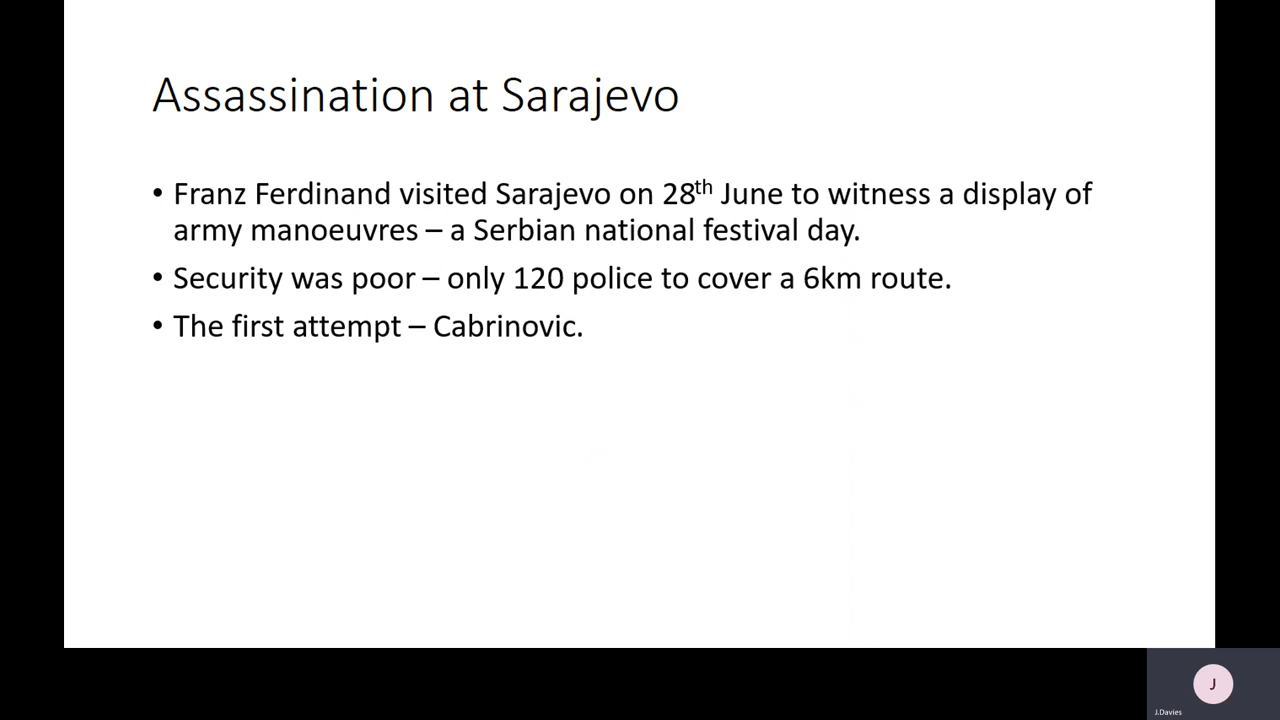 Assassination at Sarajevo
• Franz Ferdinand visited Sarajevo on 28th June to witness a display of
army manoeuvres – a Serbian national festival day.
• Security was poor – only 120 police to cover a 6km route.
• The first attempt – Cabrinovic.
J
J.Davies